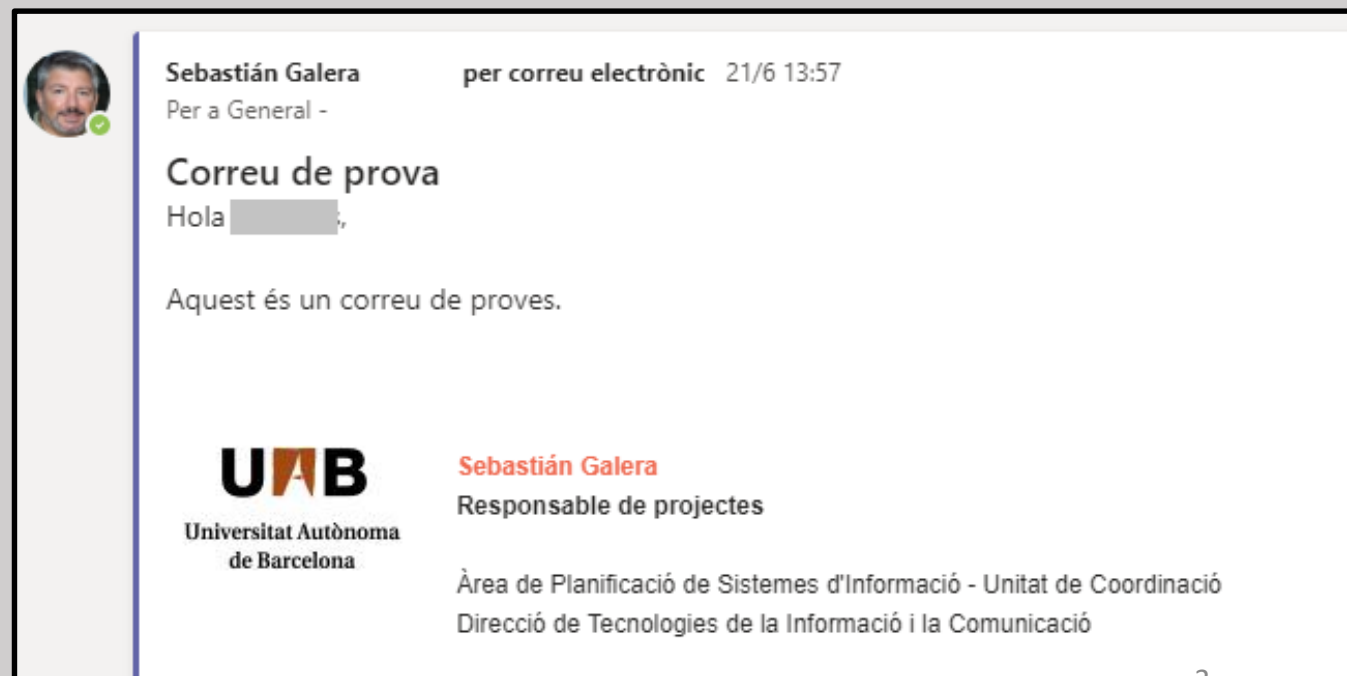 Sebastián Galera per correu electrònic 21/6 13:57
Per a General -
Correu de prova
Hola ,
Aquest és un correu de proves.
UAB
Universitat Autònoma
de Barcelona
Sebastián Galera
Responsable de projectes
Àrea de Planificació de Sistemes d'Informació - Unitat de Coordinació
Direcció de Tecnologies de la Informació i la Comunicació